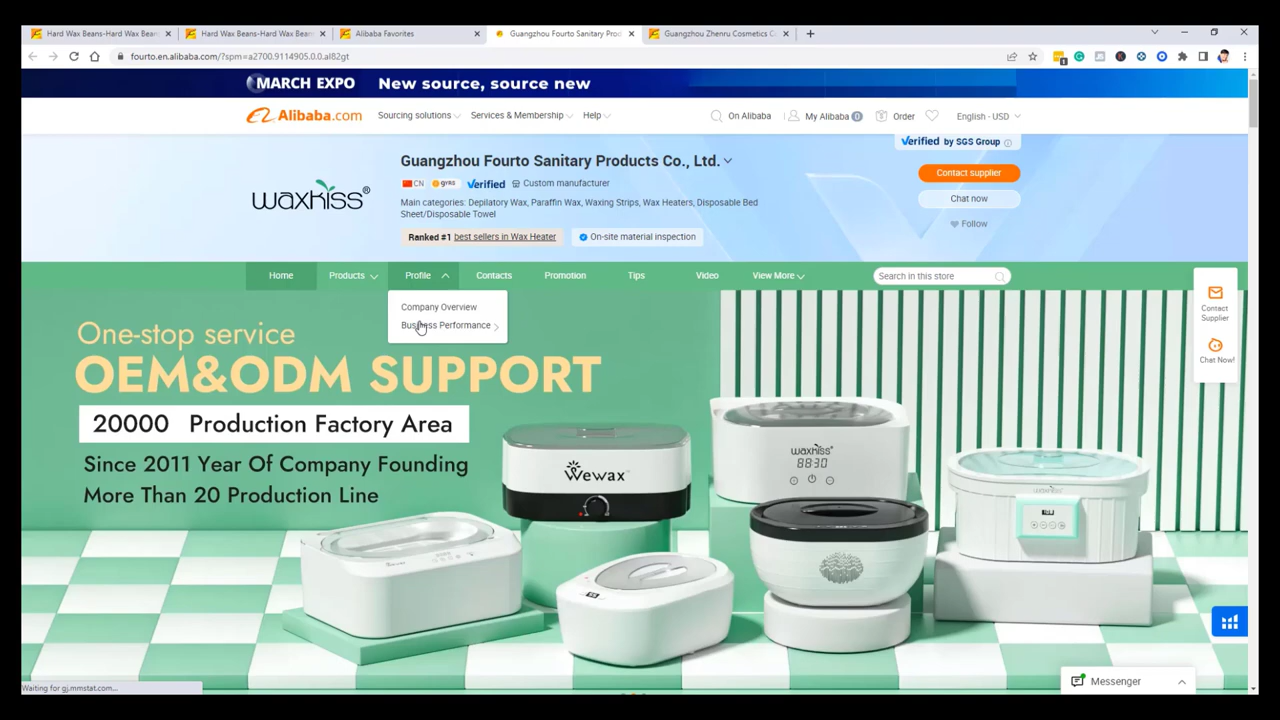 Hard Wax Beans-Hard Wax Bean
Hard Wax Beans-Hard Wax Beans
Alibaba Favorites
Guangzhou Fourto Sanitary Prod
Guangzhou Zhenru Cosmetics C
fourto.en.alibaba.com/?spm=a2700.9114905.0.0.al82gt
MARCH EXPO New source, source new
Alibaba.com Sourcing solutions Services & Membership Help On Alibaba My Alibaba 0 Order English - USD
Verified by SGS Group
Guangzhou Fourto Sanitary Products Co., Ltd.
Contact supplier
CN 9YRS Verified Custom manufacturer
waxkiss®
Main categories: Depilatory Wax, Paraffin Wax, Waxing Strips, Wax Heaters, Disposable Bed
Sheet/Disposable Towel
Chat now
Follow
Ranked #1 best sellers in Wax Heater On-site material inspection
Home Products Profile Contacts Promotion Tips Video View More Search in this store
Company Overview
Business Performance
Contact
Supplier
Chat Now!
One-stop service
OEM&ODM SUPPORT
20000 Production Factory Area
Since 2011 Year Of Company Founding
More Than 20 Production Line
Wewax
waxkiss
88:30
waxkiss
Waiting for gj.mmstat.com...
Messenger